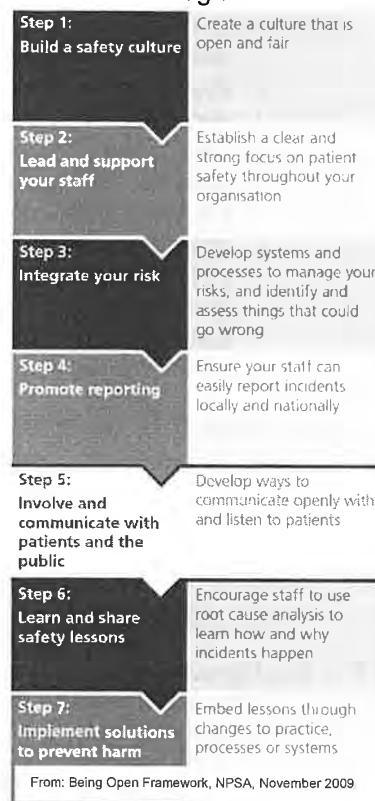 Step 1:
Build a safety culture
Create a culture that is
open and fair
Step 2:
Lead and support
your staff
Establish a clear and
strong focus on patient
safety throughout your
organisation
Step 3:
Integrate your risk
Develop systems and
processes to manage your
risks, and identify and
assess things that could
go wrong
Step 4:
Promote reporting
Ensure your staff can
easily report incidents
locally and nationally
Step 5:
Involve and
communicate with
patients and the
public
Develop ways to
communicate openly with
and listen to patients
Step 6:
Learn and share
safety lessons
Encourage staff to use
root cause analysis to
learn how and why
incidents happen
Step 7:
Implement solutions
to prevent harm
Embed lessons through
changes to practice,
processes or systems
From: Being Open Framework, NPSA, November 2009